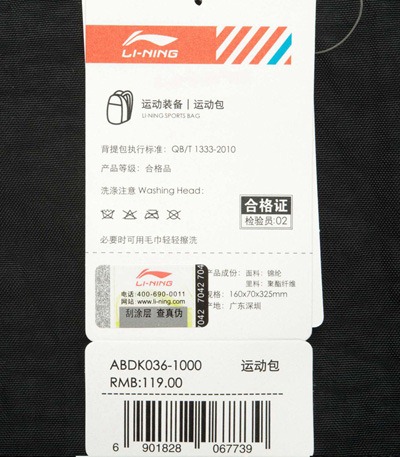 LI-NING
运动装备 | 运动包
LI-NING SPORTS BAG
背提包执行标准: QB/T 1333-2010
产品等级: 合格品
洗涤注意 Washing Head:
合格证
检验员:02
必要时可用毛巾轻轻擦洗
LI-NING
电话:400-690-0011
网站:www.li-ning.com
刮涂层 查真伪
7042 7042 704
产品成份: 面料: 锦纶
里料: 聚酯纤维
规格: 160x70x325mm
产地: 广东深圳
ABDK036-1000 运动包
RMB:119.00
6 901828 067739